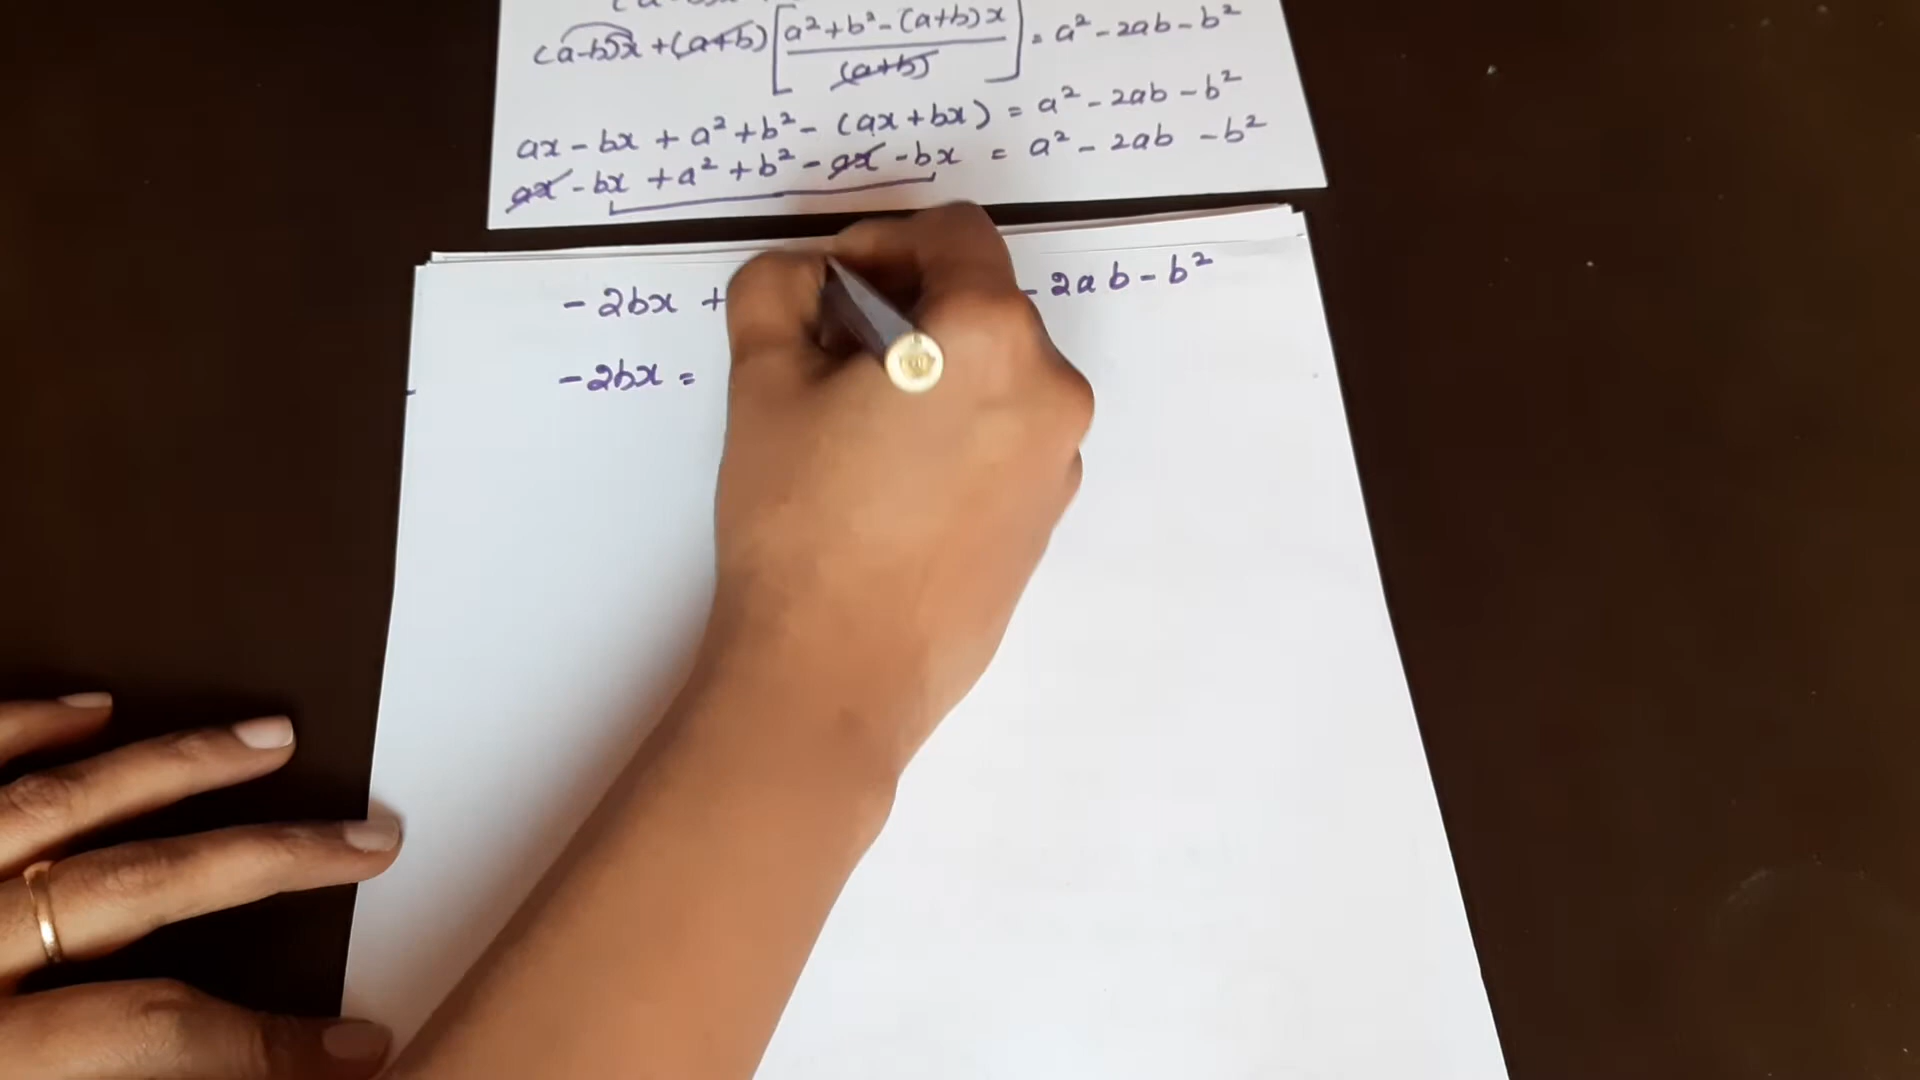 (a-b)x + (a+b) [a² + b² - (a+b)x / (a+b)] = a² - 2ab - b²
ax - bx + a² + b² - (ax + bx) = a² - 2ab - b²
ax - bx + a² + b² - ax - bx = a² - 2ab - b²
- 2bx + - 2ab - b²
- 2bx =